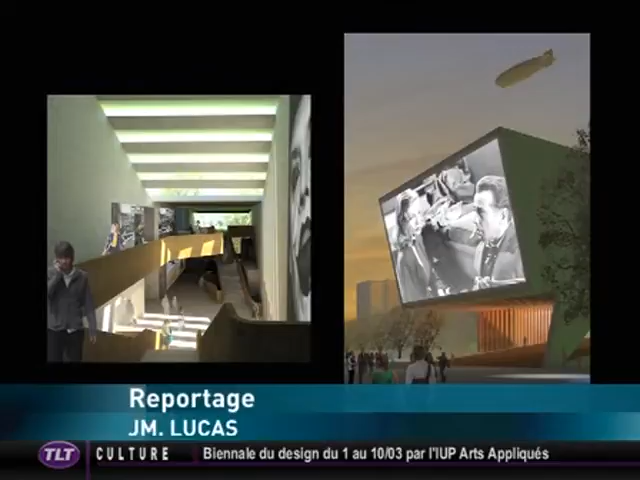 Reportage
JM. LUCAS
TLT CULTURE Biennale du design du 1 au 10/03 par l'IUP Arts Appliqués